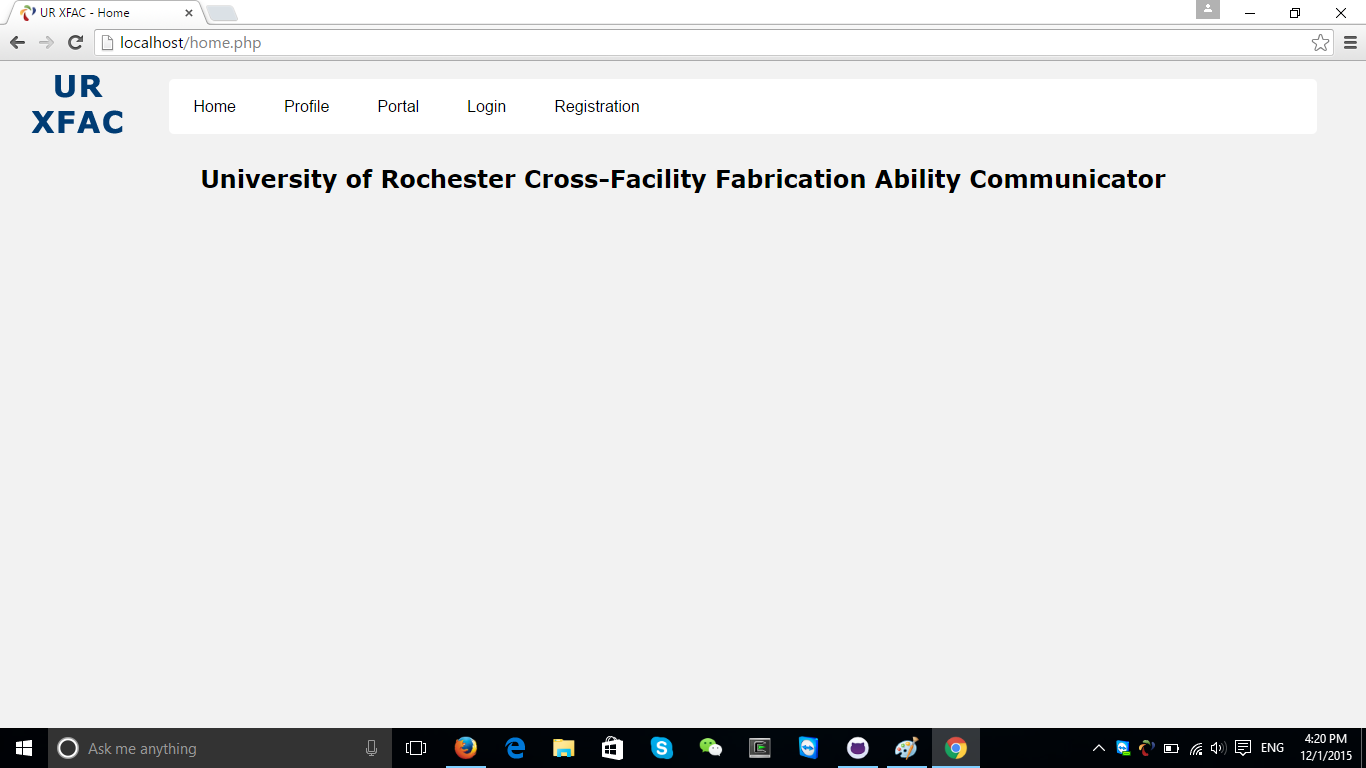 UR XFAC - Home
localhost/home.php
UR
XFAC
Home Profile Portal Login Registration
University of Rochester Cross-Facility Fabrication Ability Communicator
Ask me anything
ENG
4:20 PM
12/1/2015